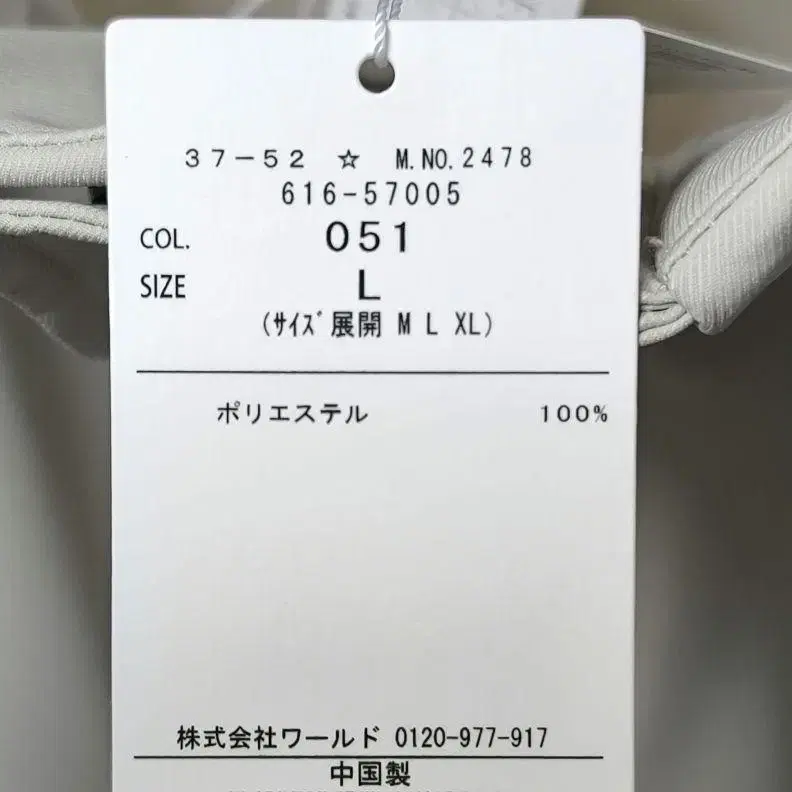 37-52 ☆ M.NO.2478
616-57005
COL. 051
SIZE L
(ｻｲｽﾞ展開 M L XL)
ポリエステル 100%
株式会社ワールド 0120-977-917
中国製